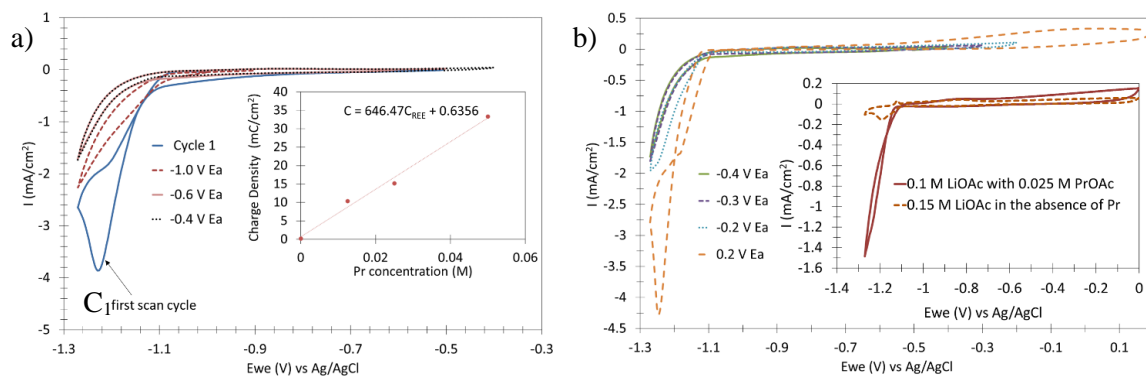 a)
I (mA/cm²)
1
0
-1
-2
-3
-4
-5
-1.3
-1.1
-0.9
-0.7
-0.5
-0.3
Ewe (V) vs Ag/AgCl
Cycle 1
-1.0 V Ea
-0.6 V Ea
-0.4 V Ea
C₁first scan cycle
Charge Density (mC/cm²)
40
35
30
25
20
15
10
5
0
C = 646.47C_REE + 0.6356
0
0.02
0.04
0.06
Pr concentration (M)
b)
I (mA/cm²)
0.5
0
-0.5
-1
-1.5
-2
-2.5
-3
-3.5
-4
-4.5
-1.3
-1.1
-0.9
-0.7
-0.5
-0.3
-0.1
0.1
Ewe (V) vs Ag/AgCl
-0.4 V Ea
-0.3 V Ea
-0.2 V Ea
0.2 V Ea
I (mA/cm²)
0.2
0
-0.2
-0.4
-0.6
-0.8
-1
-1.2
-1.4
-1.6
0.1 M LiOAc with 0.025 M PrOAc
0.15 M LiOAc in the absence of Pr
-1.4
-1.2
-1
-0.8
-0.6
-0.4
-0.2
0
Ewe (V) vs Ag/AgCl